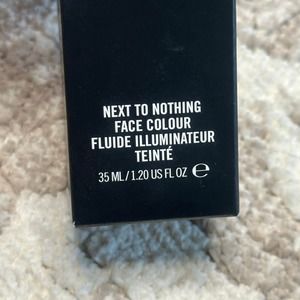 NEXT TO NOTHING
FACE COLOUR
FLUIDE ILLUMINATEUR
TEINTÉ
35 ML / 1.20 US FL OZ ℮